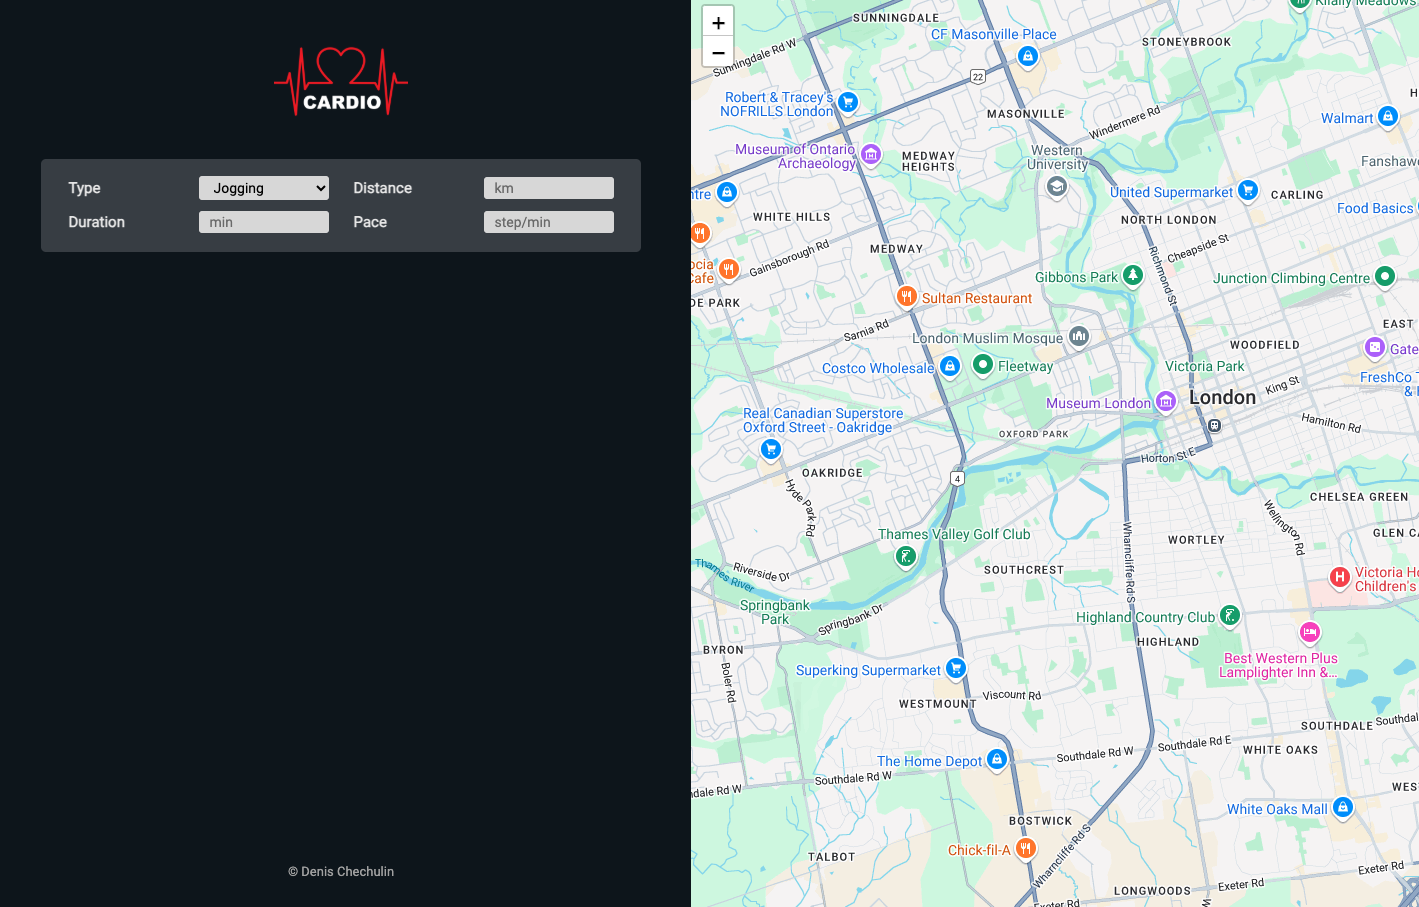 CARDIO
Type
Jogging
Distance
km
Duration
min
Pace
step/min
© Denis Chechulin
+
−
SUNNINGDALE
Sunningdale Rd W
CF Masonville Place
STONEYBROOK
Kilally Meadows
22
Robert & Tracey's
NOFRILLS London
MASONVILLE
Windermere Rd
Walmart
Museum of Ontario
Archaeology
MEDWAY
HEIGHTS
Western
University
Fanshawe
United Supermarket
CARLING
Food Basics
ntre
WHITE HILLS
NORTH LONDON
Gainsborough Rd
MEDWAY
Richmond St
Cheapside St
ocia
Cafe
Gibbons Park
Junction Climbing Centre
DE PARK
Sultan Restaurant
Sarnia Rd
London Muslim Mosque
EAST
WOODFIELD
Gate
Costco Wholesale
Fleetway
Victoria Park
FreshCo
King St
Museum London
London
Real Canadian Superstore
Oxford Street - Oakridge
OXFORD PARK
Hamilton Rd
Horton St E
OAKRIDGE
4
Hyde Park Rd
CHELSEA GREEN
Wellington Rd
Thames Valley Golf Club
Wharncliffe Rd S
WORTLEY
GLEN CA
Thames River
Riverside Dr
SOUTHCREST
Victoria Ho
Children's
H
Springbank
Park
Springbank Dr
Highland Country Club
HIGHLAND
BYRON
Boler Rd
Best Western Plus
Lamplighter Inn &...
Superking Supermarket
Viscount Rd
WESTMOUNT
SOUTHDALE
Southdal
Southdale Rd E
Southdale Rd W
WHITE OAKS
The Home Depot
Southdale Rd W
ndale Rd W
WES
White Oaks Mall
BOSTWICK
Chick-fil-A
Wharncliffe Rd S
TALBOT
Exeter Rd
LONGWOODS
Exeter Rd